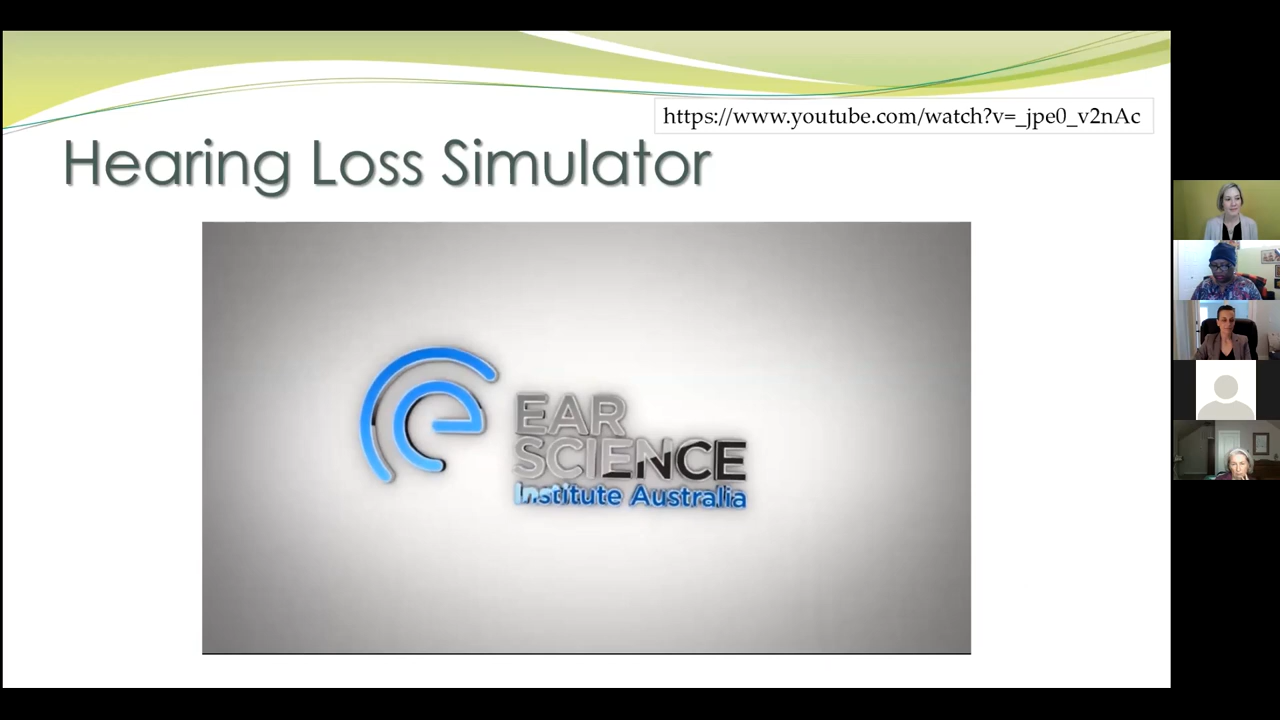 https://www.youtube.com/watch?v=_jpe0_v2nAc
Hearing Loss Simulator
EAR
SCIENCE
Institute Australia